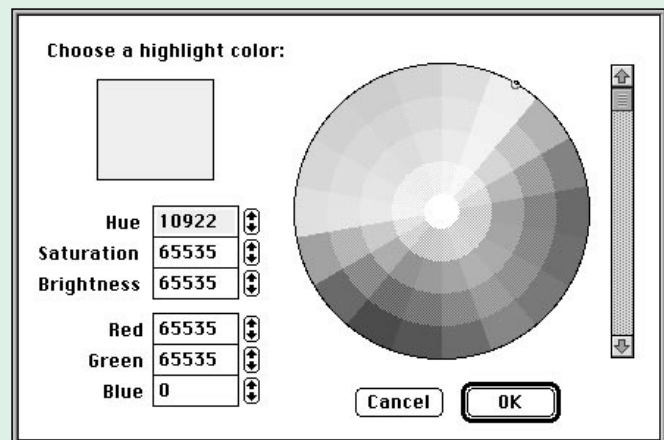 Choose a highlight color:
Hue 10922
Saturation 65535
Brightness 65535
Red 65535
Green 65535
Blue 0
Cancel OK